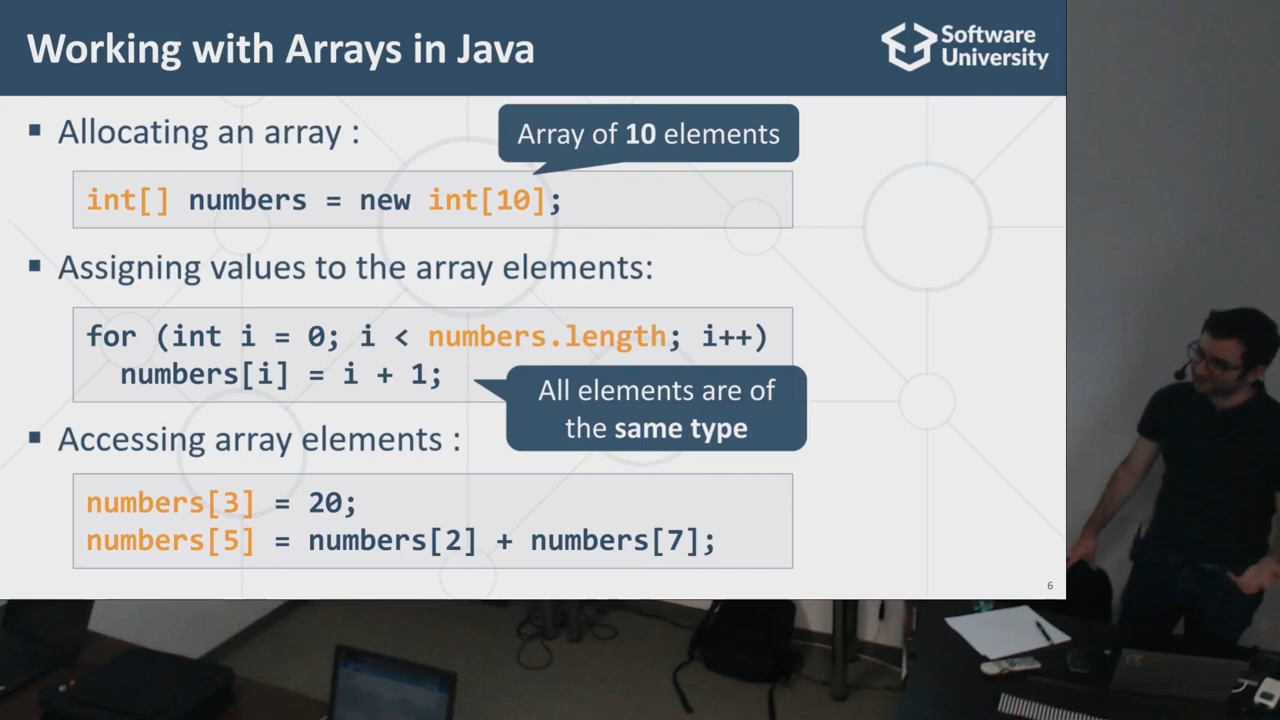 Working with Arrays in Java
Software
University
▪ Allocating an array :
Array of 10 elements
int[] numbers = new int[10];
▪ Assigning values to the array elements:
for (int i = 0; i < numbers.length; i++)
numbers[i] = i + 1;
All elements are of
the same type
▪ Accessing array elements :
numbers[3] = 20;
numbers[5] = numbers[2] + numbers[7];
6